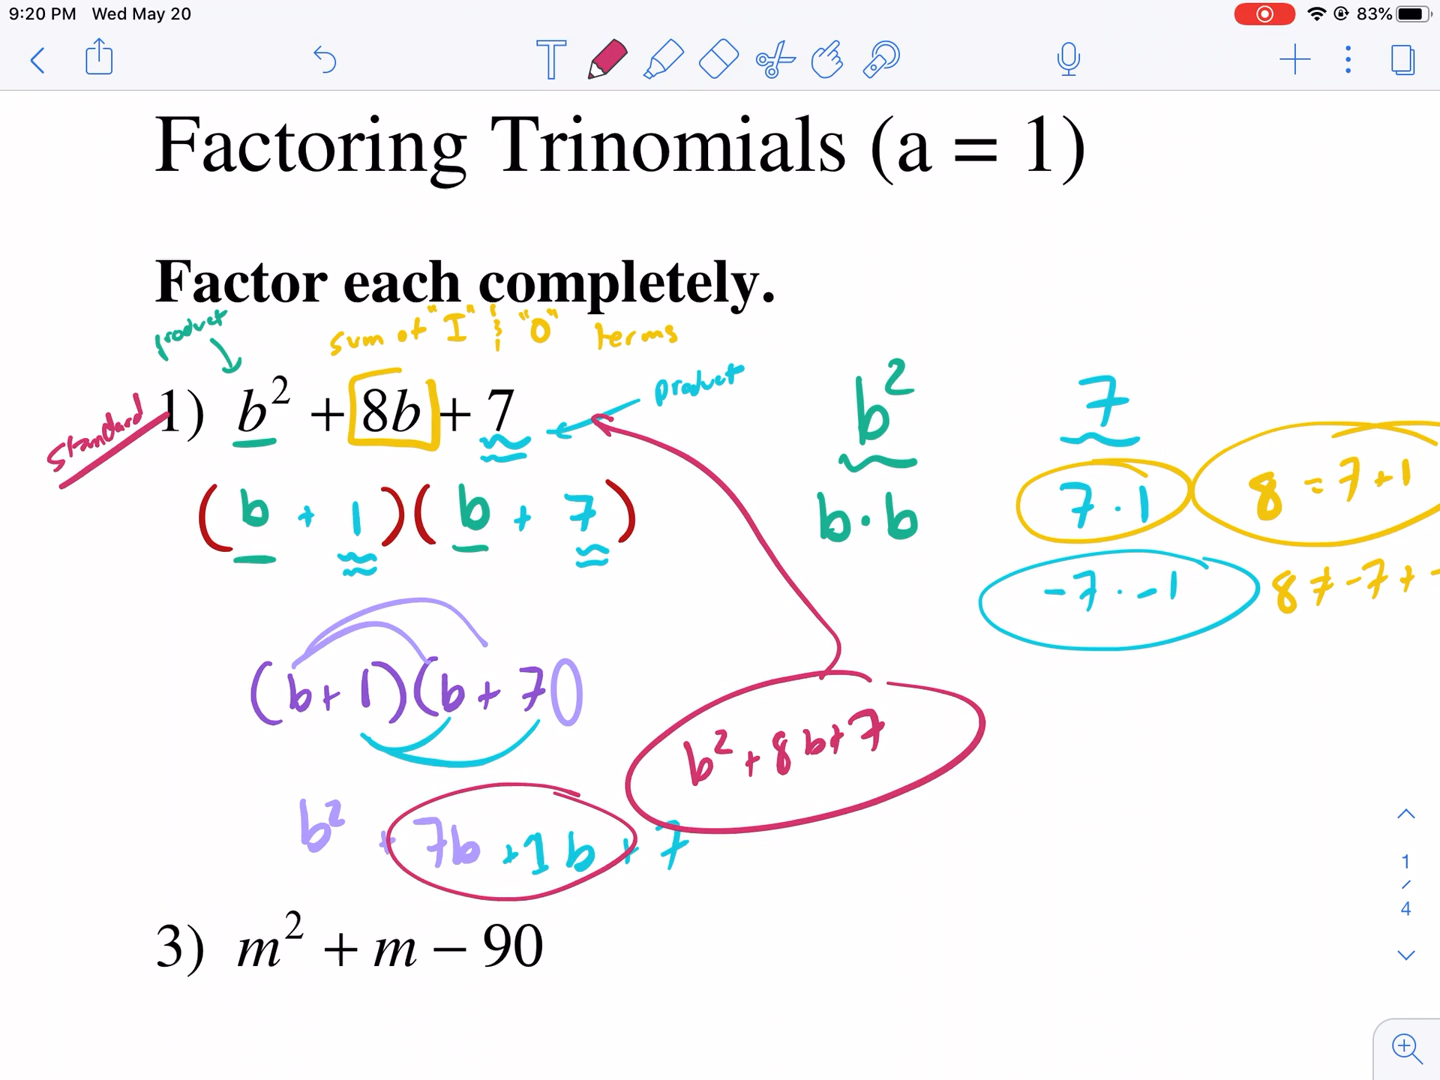 9:20 PM Wed May 20
83%
Factoring Trinomials (a = 1)
Factor each completely.
product
sum of "I" & "O" terms
Standard
1) b² + 8b + 7
product
(b + 1)(b + 7)
b²
b · b
7
7 · 1
8 = 7 + 1
-7 · -1
8 ≠ -7 + -
(b + 1)(b + 7)
b² + 8b + 7
b² + 7b + 1b + 7
3) m² + m − 90
1
/
4